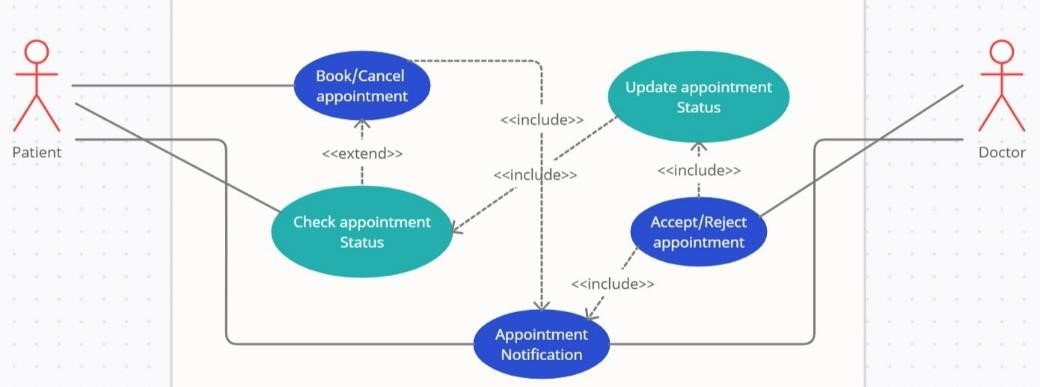 Book/Cancel
appointment
Update appointment
Status
<<include>>
Patient
Doctor
<<extend>>
<<include>>
<<include>>
Check appointment
Status
Accept/Reject
appointment
<<include>>
Appointment
Notification